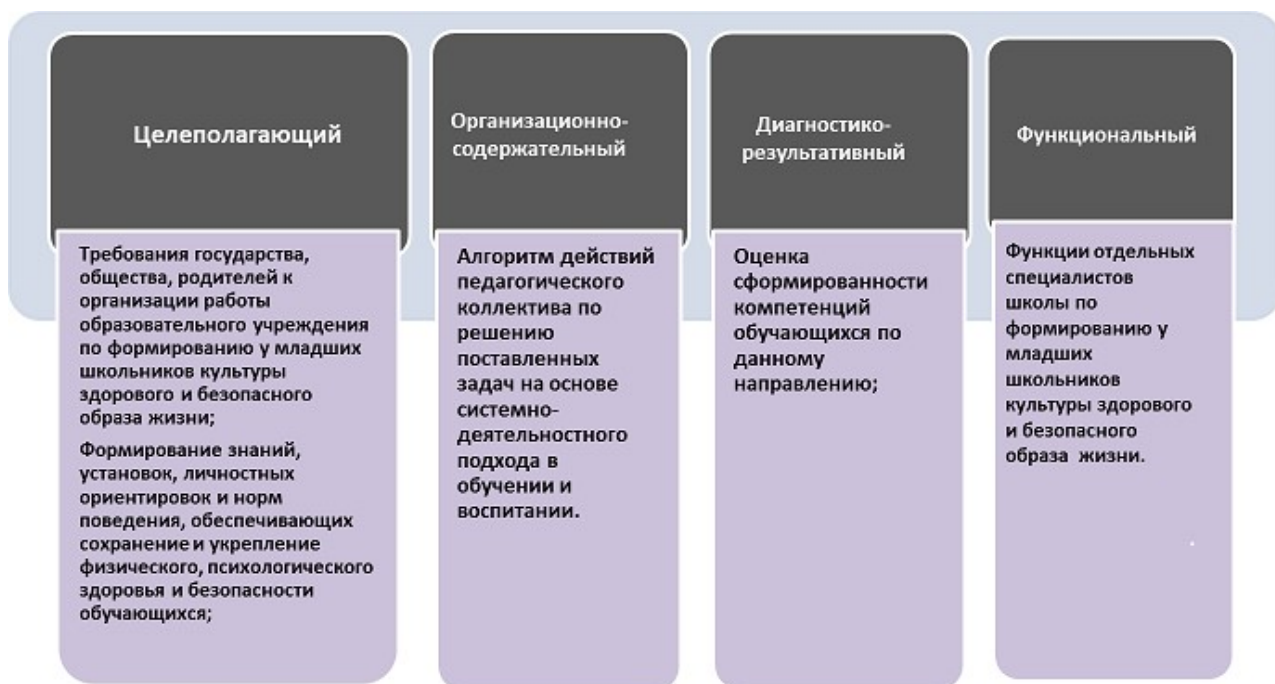 Целеполагающий
Требования государства,
общества, родителей к
организации работы
образовательного учреждения
по формированию у младших
школьников культуры
здорового и безопасного
образа жизни;
Формирование знаний,
установок, личностных
ориентировок и норм
поведения, обеспечивающих
сохранение и укрепление
физического, психологического
здоровья и безопасности
обучающихся;
Организационно-
содержательный
Алгоритм действий
педагогического
коллектива по
решению
поставленных
задач на основе
системно-
деятельностного
подхода в
обучении и
воспитании.
Диагностико-
результативный
Оценка
сформированности
компетенций
обучающихся по
данному
направлению;
Функциональный
Функции отдельных
специалистов
школы по
формированию у
младших
школьников
культуры здорового
и безопасного
образа жизни.